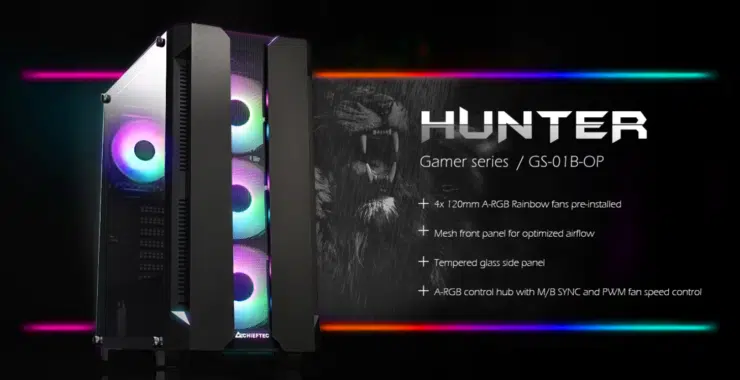 HUNTER
Gamer series / GS-01B-OP
4x 120mm A-RGB Rainbow fans pre-installed
Mesh front panel for optimized airflow
Tempered glass side panel
A-RGB control hub with M/B SYNC and PWM fan speed control
CHIEFTEC